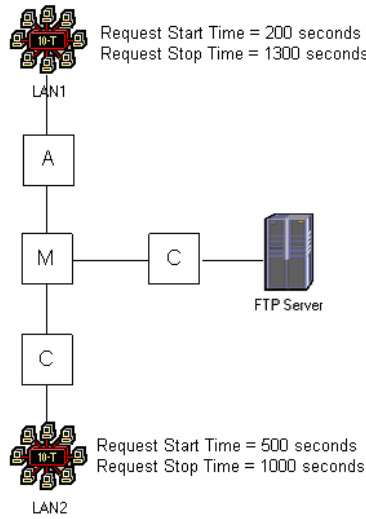 10-T
Request Start Time = 200 seconds
Request Stop Time = 1300 seconds
LAN1
A
M
C
FTP Server
C
10-T
Request Start Time = 500 seconds
Request Stop Time = 1000 seconds
LAN2